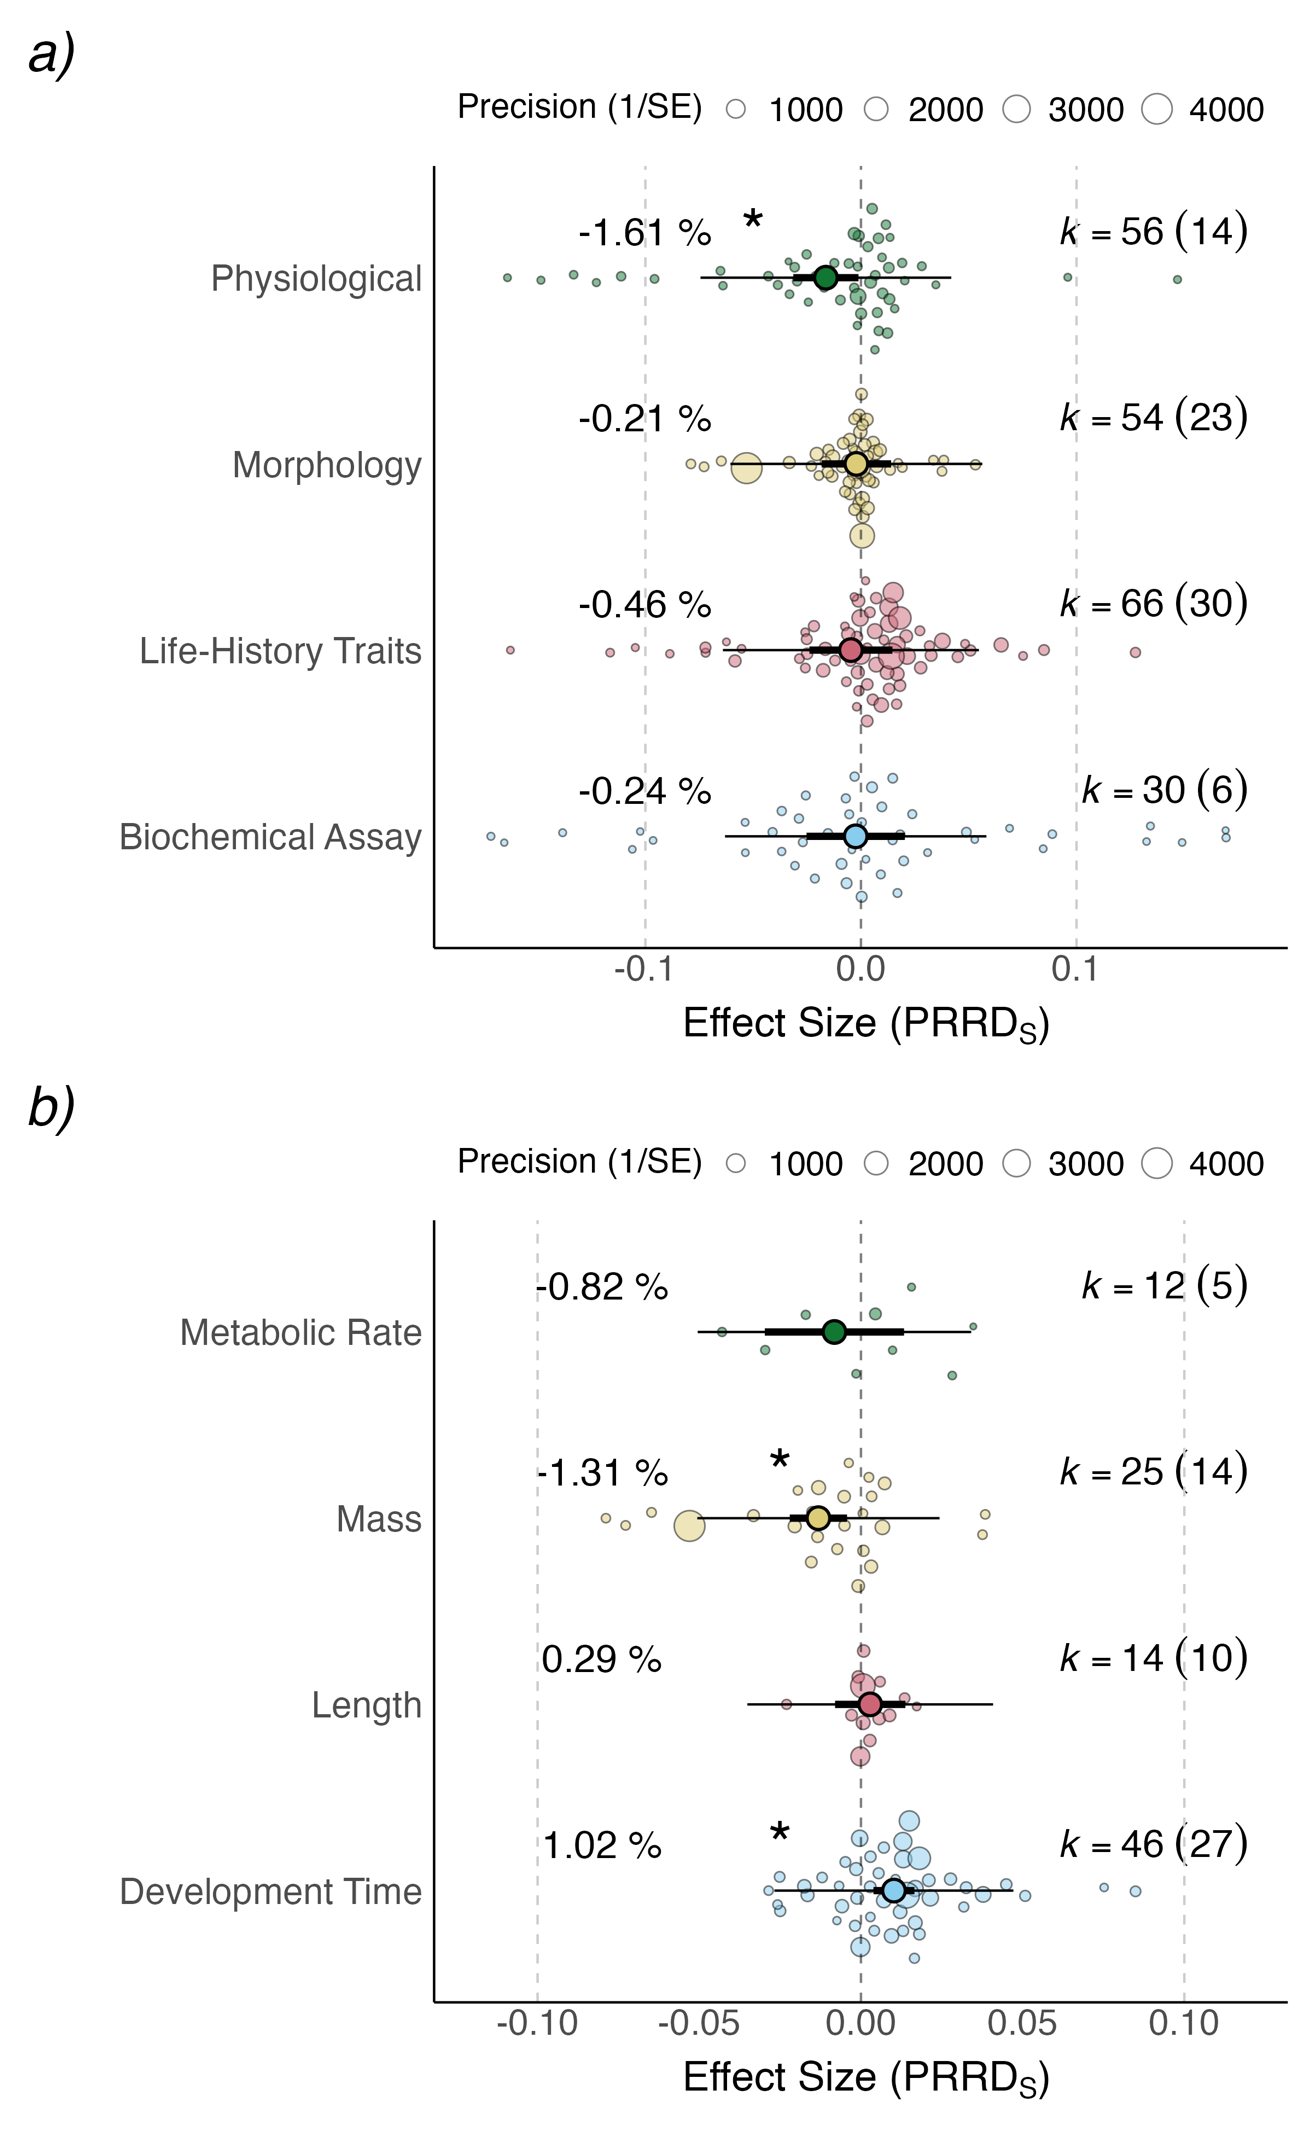 a)
Precision (1/SE) 1000 2000 3000 4000
-1.61 % * k = 56 (14)
Physiological
-0.21 % k = 54 (23)
Morphology
-0.46 % k = 66 (30)
Life-History Traits
-0.24 % k = 30 (6)
Biochemical Assay
-0.1 0.0 0.1
Effect Size (PRRDS)
b)
Precision (1/SE) 1000 2000 3000 4000
-0.82 % k = 12 (5)
Metabolic Rate
-1.31 % * k = 25 (14)
Mass
0.29 % k = 14 (10)
Length
1.02 % * k = 46 (27)
Development Time
-0.10 -0.05 0.00 0.05 0.10
Effect Size (PRRDS)